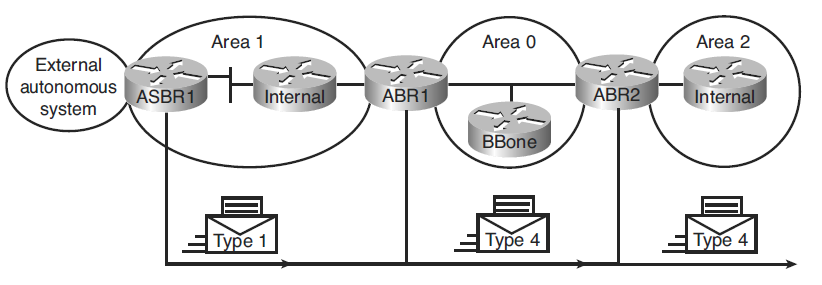 Area 1
Area 0
Area 2
External
autonomous
system
ASBR1
Internal
ABR1
ABR2
Internal
BBone
Type 1
Type 4
Type 4